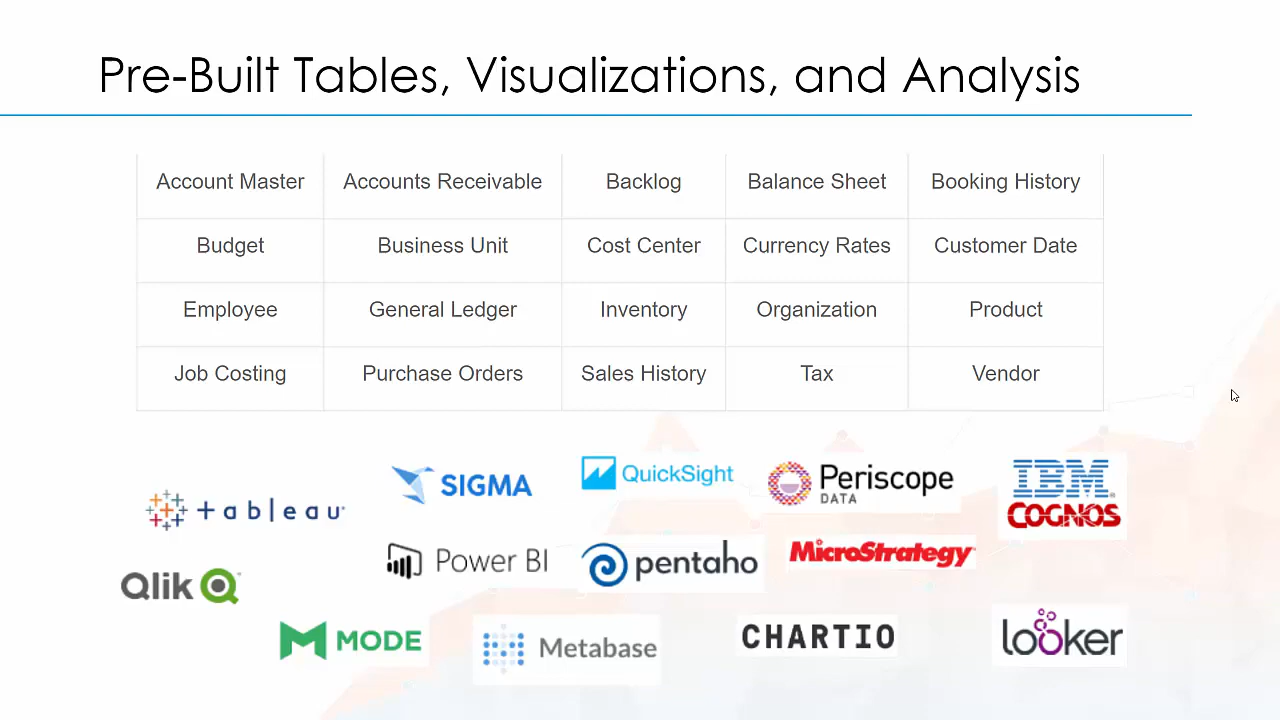 Pre-Built Tables, Visualizations, and Analysis
Account Master Accounts Receivable Backlog Balance Sheet Booking History
Budget Business Unit Cost Center Currency Rates Customer Date
Employee General Ledger Inventory Organization Product
Job Costing Purchase Orders Sales History Tax Vendor
+ableau
SIGMA
QuickSight
Periscope
DATA
IBM
COGNOS
Qlik
Power BI
pentaho
MicroStrategy
MODE
Metabase
CHARTIO
looker